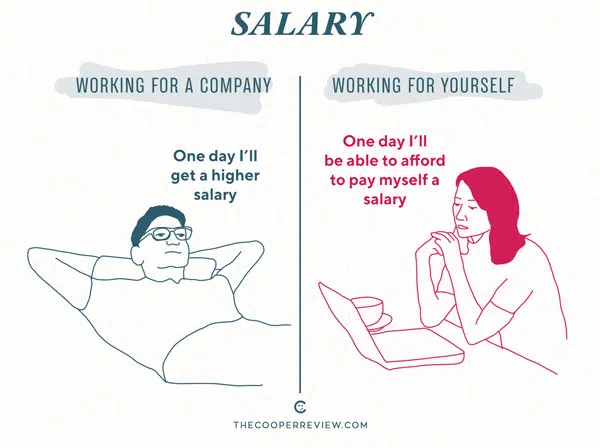 SALARY
WORKING FOR A COMPANY
One day I'll
get a higher
salary
WORKING FOR YOURSELF
One day I'll
be able to afford
to pay myself a
salary
THECOOPERREVIEW.COM